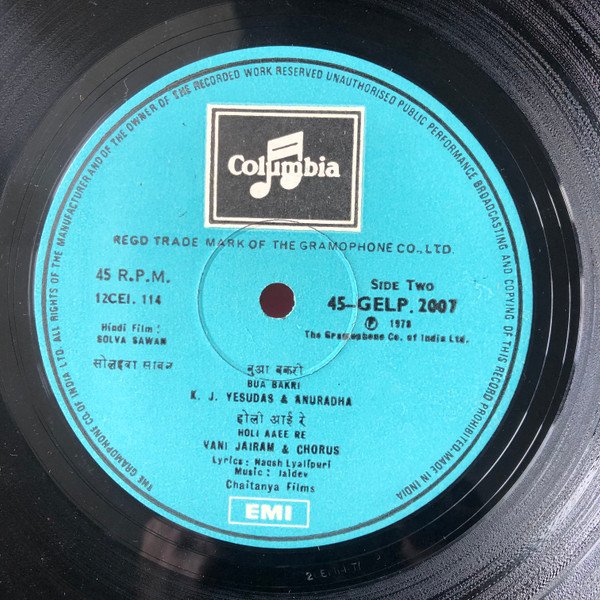 THE GRAMOPHONE CO. OF INDIA LTD. ALL RIGHTS OF THE MANUFACTURER AND OF THE OWNER OF THE RECORDED WORK RESERVED UNAUTHORISED PUBLIC PERFORMANCE BROADCASTING AND COPYING OF THIS RECORD PROHIBITED. MADE IN INDIA
Columbia
REGD TRADE MARK OF THE GRAMOPHONE CO., LTD.
45 R.P.M.
SIDE TWO
12CEI. 114
45-GELP. 2007
℗ 1978
Hindi Film :
SOLVA SAWAN
The Gramophone Co. of India Ltd.
सोलहवा सावन
बुआ बकरी
BUA BAKRI
K. J. YESUDAS & ANURADHA
होली आई रे
HOLI AAEE RE
VANI JAIRAM & CHORUS
Lyrics : Naqsh Lyallpuri
Music : Jaidev
Chaitanya Films
EMI